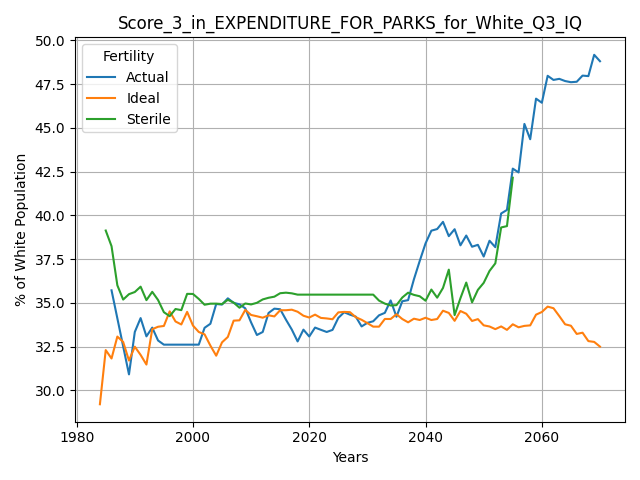 Score_3_in_EXPENDITURE_FOR_PARKS_for_White_Q3_IQ
Fertility
Actual
Ideal
Sterile
% of White Population
50.0
47.5
45.0
42.5
40.0
37.5
35.0
32.5
30.0
1980
2000
2020
2040
2060
Years